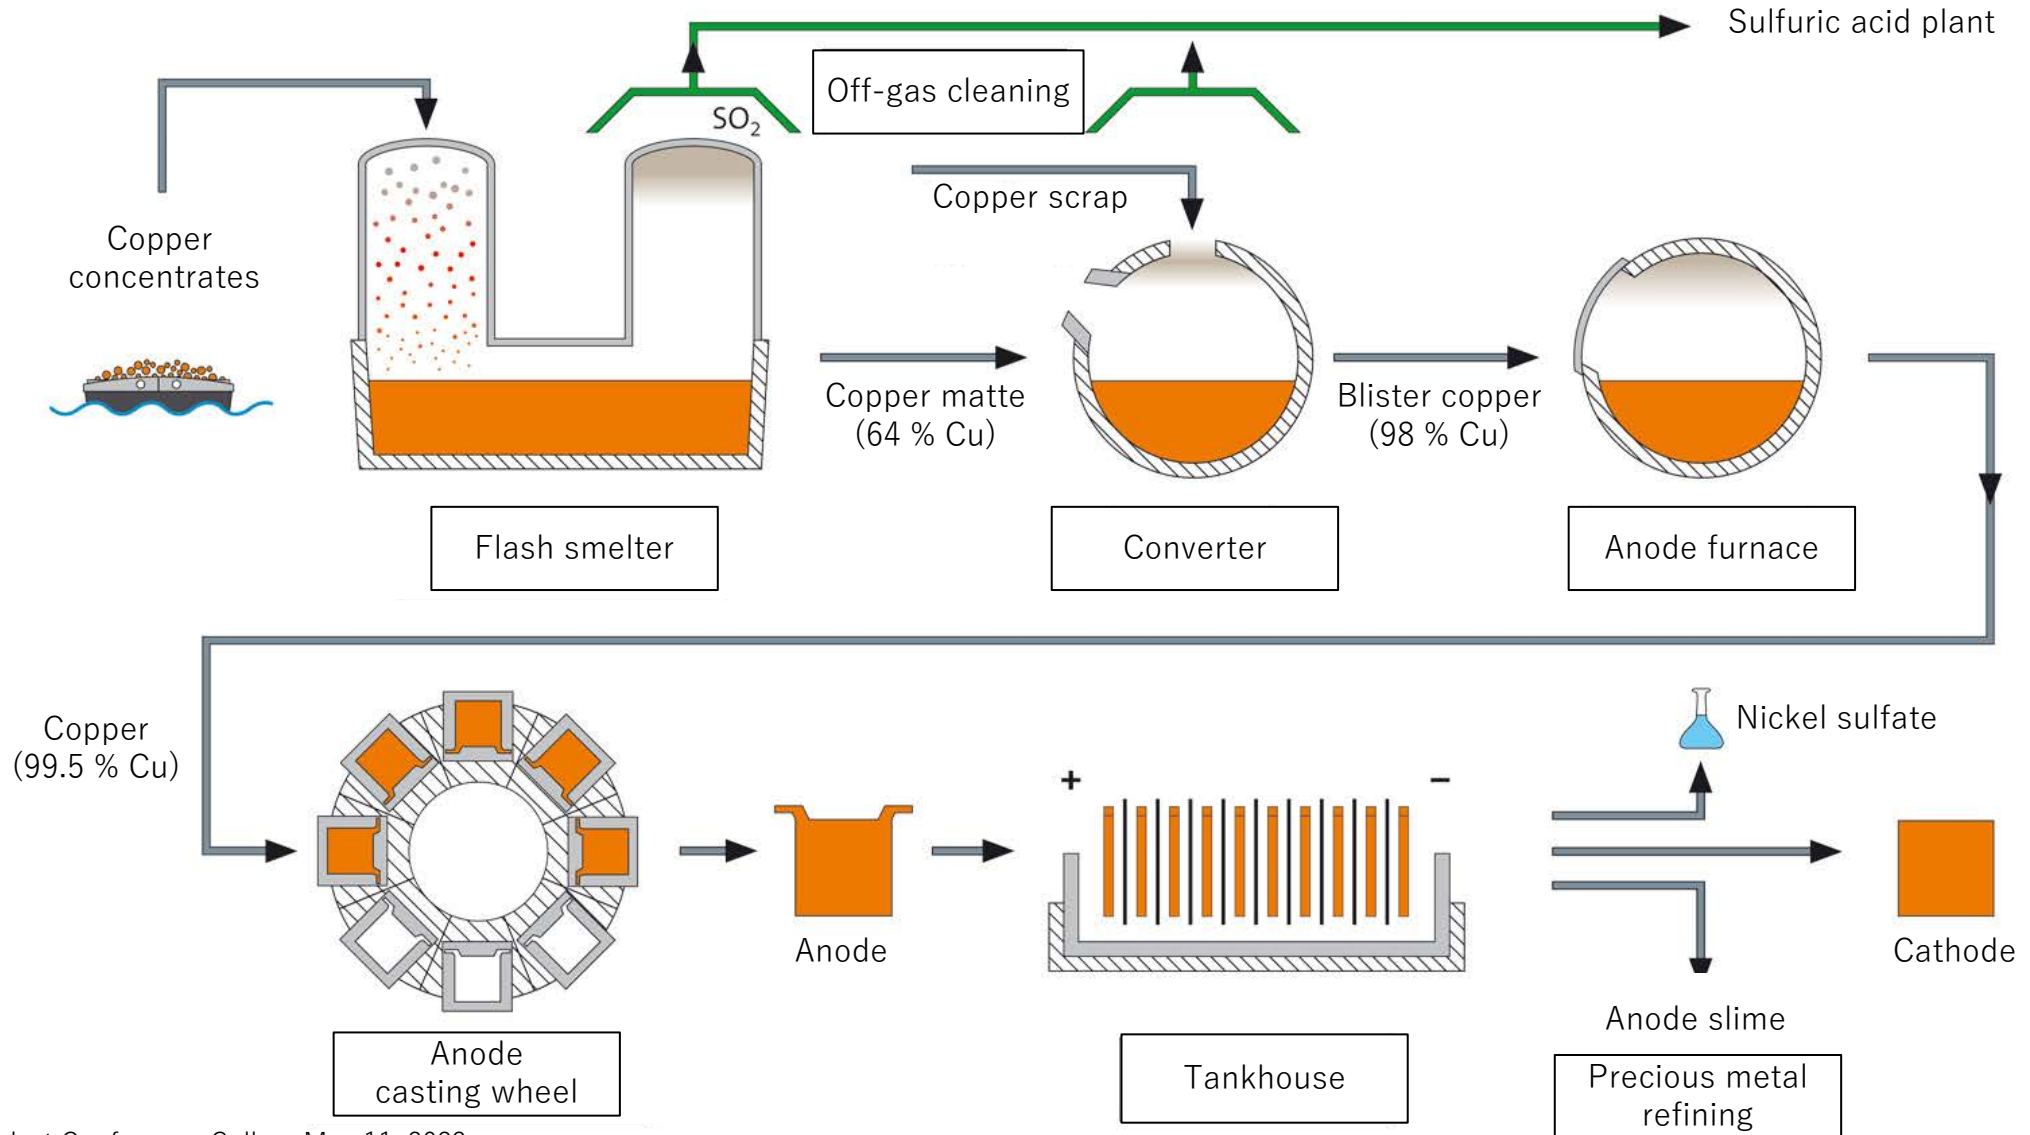 Sulfuric acid plant
Off-gas cleaning
SO₂
Copper scrap
Copper
concentrates
Copper matte
(64 % Cu)
Blister copper
(98 % Cu)
Flash smelter
Converter
Anode furnace
Copper
(99.5 % Cu)
Nickel sulfate
+
−
Anode
Cathode
Anode slime
Anode
casting wheel
Tankhouse
Precious metal
refining